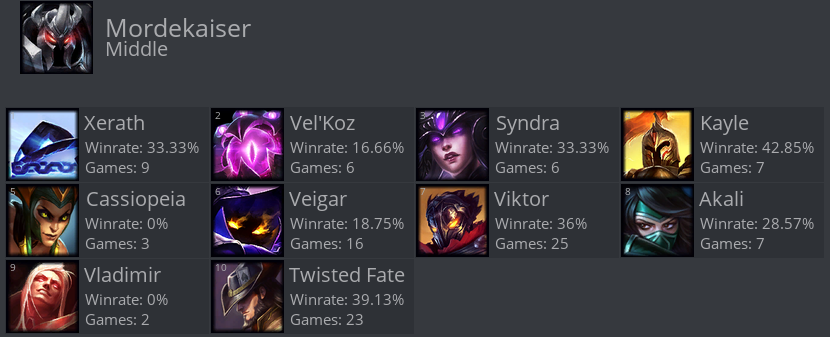 Mordekaiser
Middle
Xerath
Winrate: 33.33%
Games: 9
2
Vel'Koz
Winrate: 16.66%
Games: 6
3
Syndra
Winrate: 33.33%
Games: 6
Kayle
Winrate: 42.85%
Games: 7
5
Cassiopeia
Winrate: 0%
Games: 3
6
Veigar
Winrate: 18.75%
Games: 16
7
Viktor
Winrate: 36%
Games: 25
8
Akali
Winrate: 28.57%
Games: 7
9
Vladimir
Winrate: 0%
Games: 2
10
Twisted Fate
Winrate: 39.13%
Games: 23